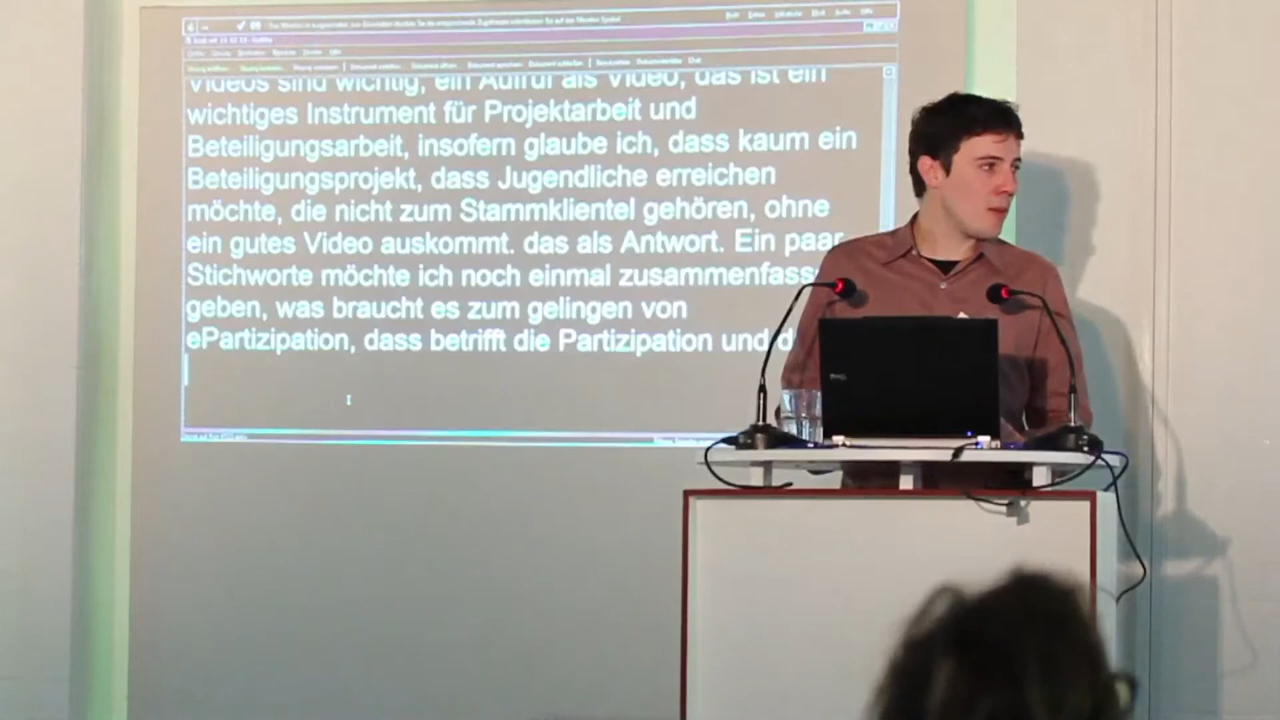 Videos sind wichtig, ein Aufruf als Video, das ist ein
wichtiges Instrument für Projektarbeit und
Beteiligungsarbeit, insofern glaube ich, dass kaum ein
Beteiligungsprojekt, dass Jugendliche erreichen
möchte, die nicht zum Stammklientel gehören, ohne
ein gutes Video auskommt. das als Antwort. Ein paar
Stichworte möchte ich noch einmal zusammenfass
geben, was braucht es zum gelingen von
ePartizipation, dass betrifft die Partizipation und d
DELL